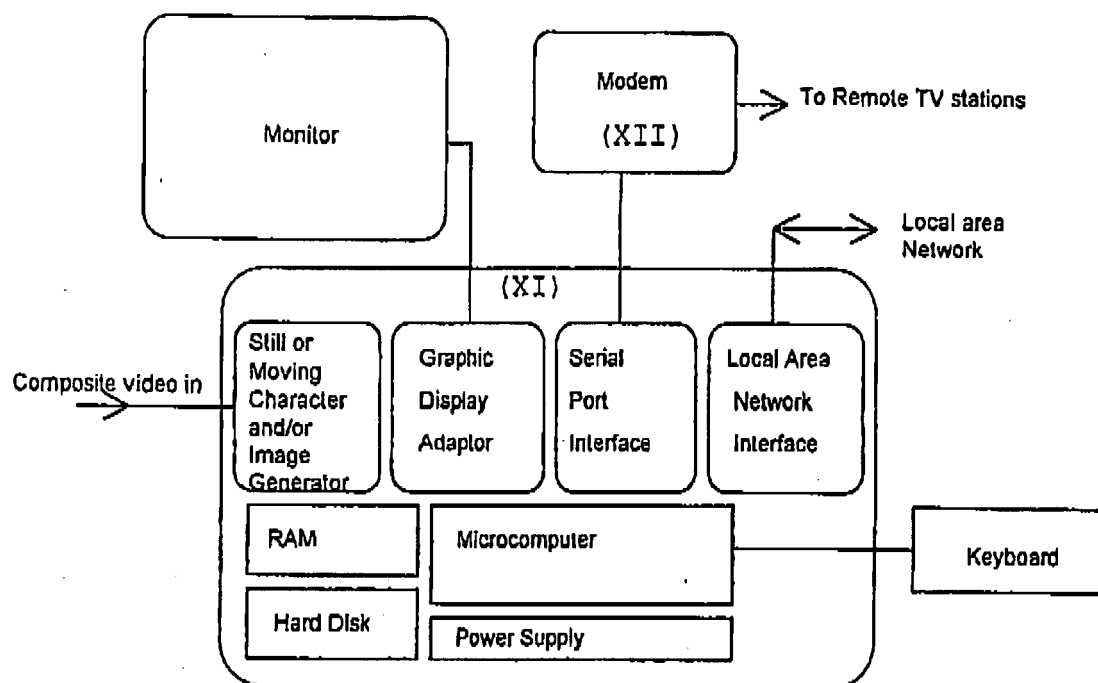 Monitor
Modem
(XII)
To Remote TV stations
Local area
Network
(XI)
Composite video in
Still or
Moving
Character
and/or
Image
Generator
Graphic
Display
Adaptor
Serial
Port
Interface
Local Area
Network
Interface
RAM
Microcomputer
Keyboard
Hard Disk
Power Supply